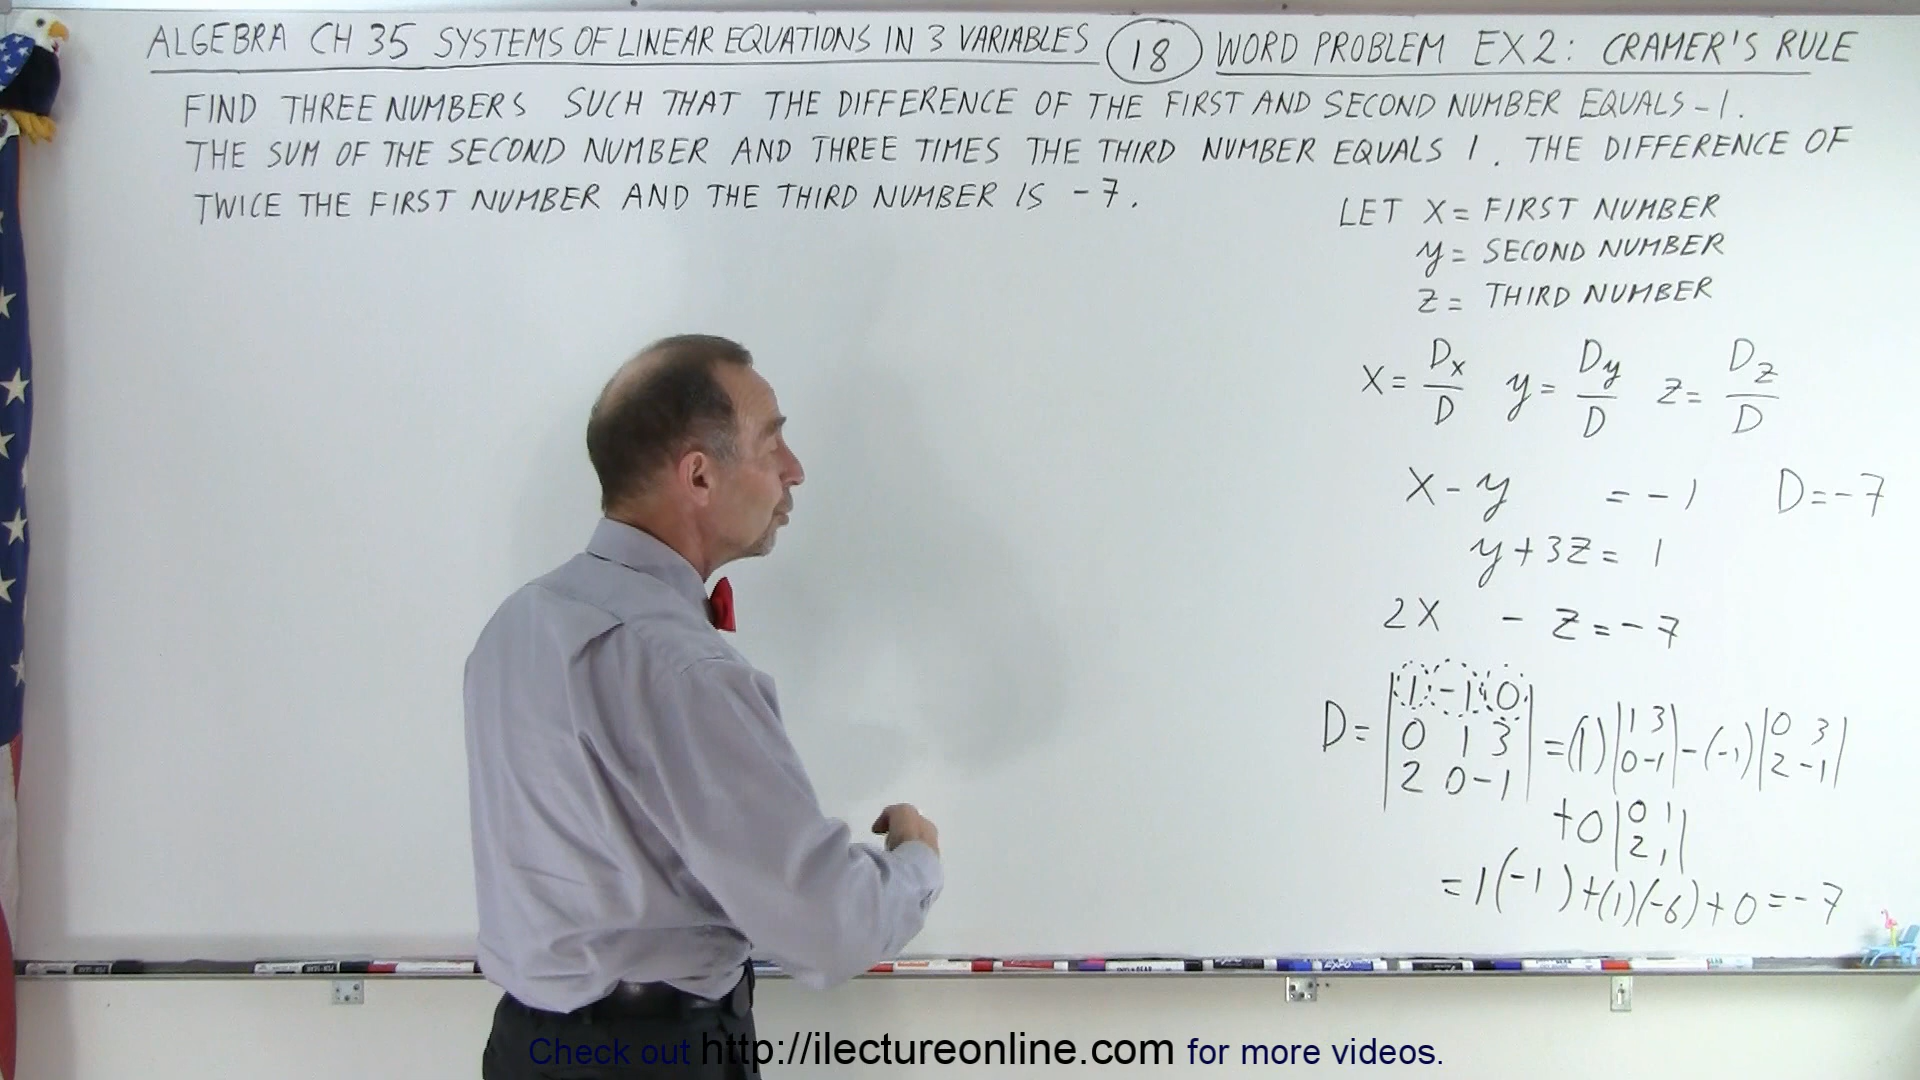 ALGEBRA CH 35 SYSTEMS OF LINEAR EQUATIONS IN 3 VARIABLES 18 WORD PROBLEM EX2: CRAMER'S RULE
FIND THREE NUMBERS SUCH THAT THE DIFFERENCE OF THE FIRST AND SECOND NUMBER EQUALS -1.
THE SUM OF THE SECOND NUMBER AND THREE TIMES THE THIRD NUMBER EQUALS 1. THE DIFFERENCE OF
TWICE THE FIRST NUMBER AND THE THIRD NUMBER IS -7.
LET X = FIRST NUMBER
y = SECOND NUMBER
z = THIRD NUMBER
X = Dx/D y = Dy/D z = Dz/D
X - y = -1 D = -7
y + 3z = 1
2X - z = -7
D = |1 -1 0| 
|0 1 3| = (1) |1 3| - (-1) |0 3|
|2 0 -1| |0 -1| |2 -1|
+0 |0 1|
|2 1|
= 1(-1) + (1)(-6) + 0 = -7
Check out http://ilectureonline.com for more videos.